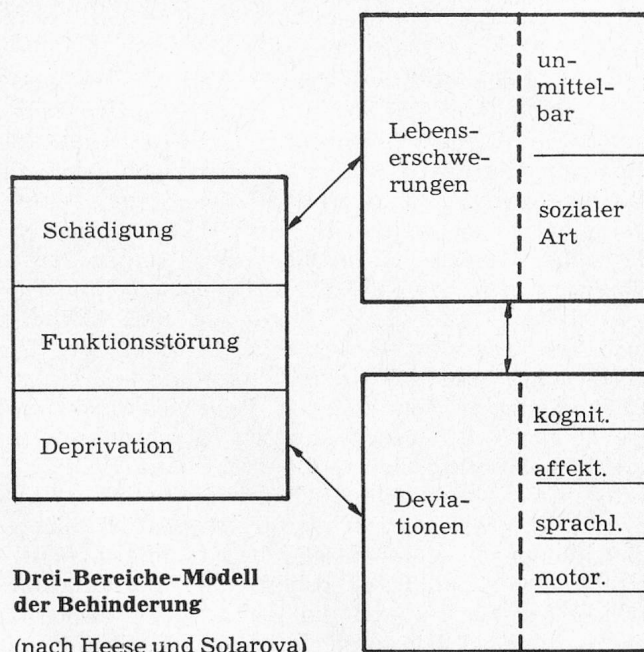 Schädigung
Funktionsstörung
Deprivation
Lebens-
erschwe-
rungen
un-
mittel-
bar
sozialer
Art
Devia-
tionen
kognit.
affekt.
sprachl.
motor.
Drei-Bereiche-Modell
der Behinderung
(nach Heese und Solarova)